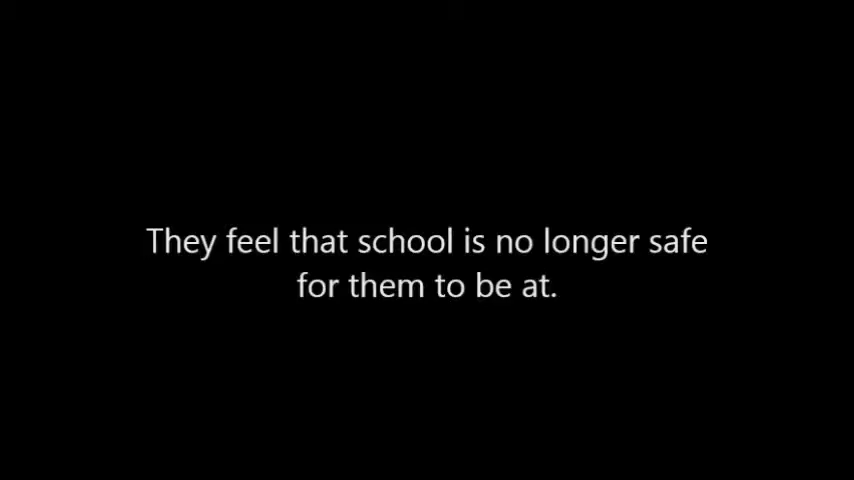 They feel that school is no longer safe
for them to be at.